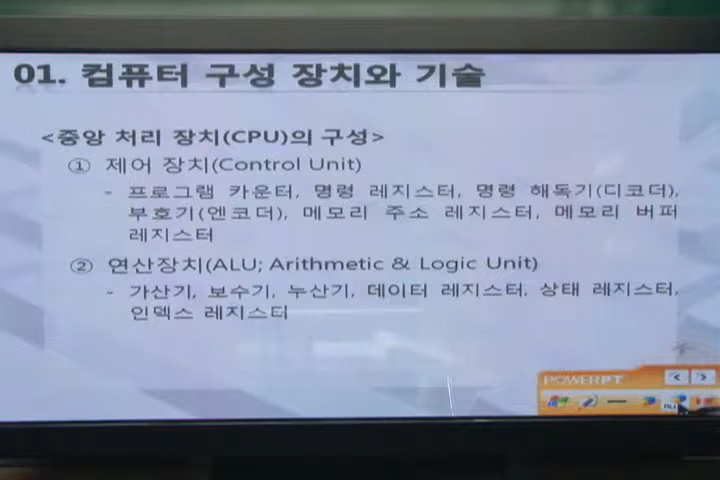 01. 컴퓨터 구성 장치와 기술
<중앙 처리 장치(CPU)의 구성>
① 제어 장치(Control Unit)
- 프로그램 카운터, 명령 레지스터, 명령 해독기(디코더),
부호기(엔코더), 메모리 주소 레지스터, 메모리 버퍼
레지스터
② 연산장치(ALU; Arithmetic & Logic Unit)
- 가산기, 보수기, 누산기, 데이터 레지스터, 상태 레지스터,
인덱스 레지스터
POWERPT